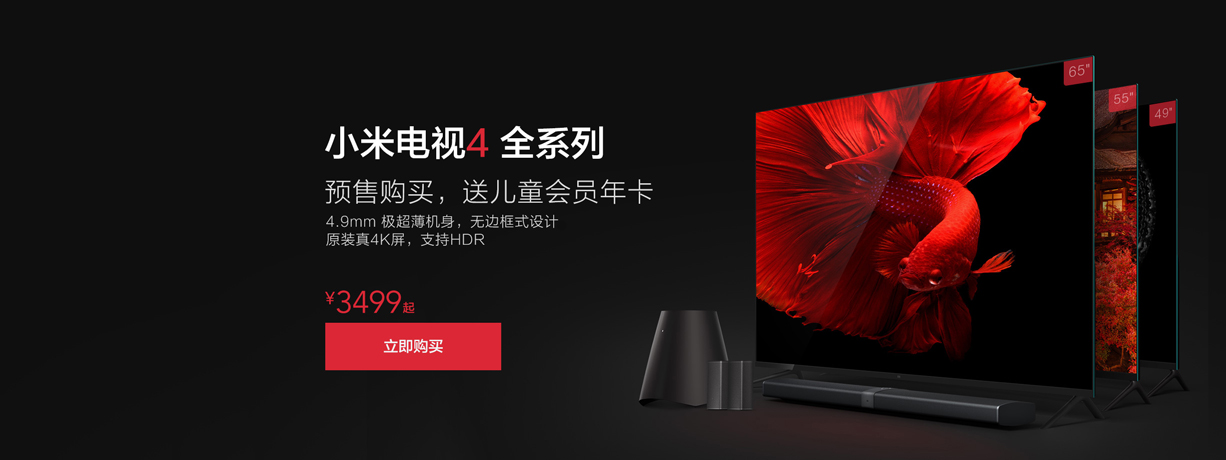 小米电视4 全系列
预售购买，送儿童会员年卡
4.9mm 极超薄机身，无边框式设计
原装真4K屏，支持HDR
¥3499起
立即购买
65"
55"
49"